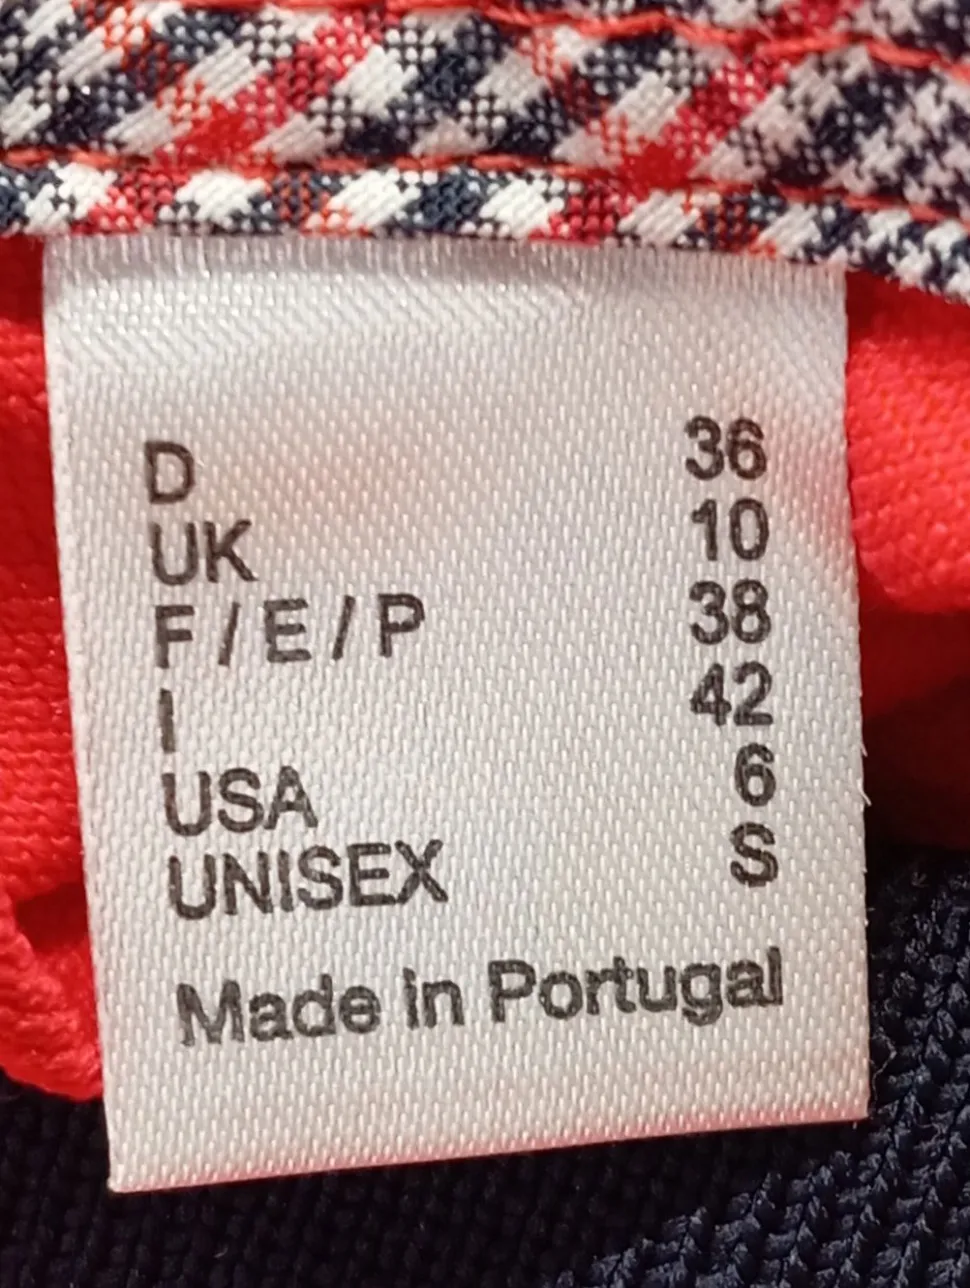 D 36
UK 10
F / E / P 38
I 42
USA 6
UNISEX S
Made in Portugal